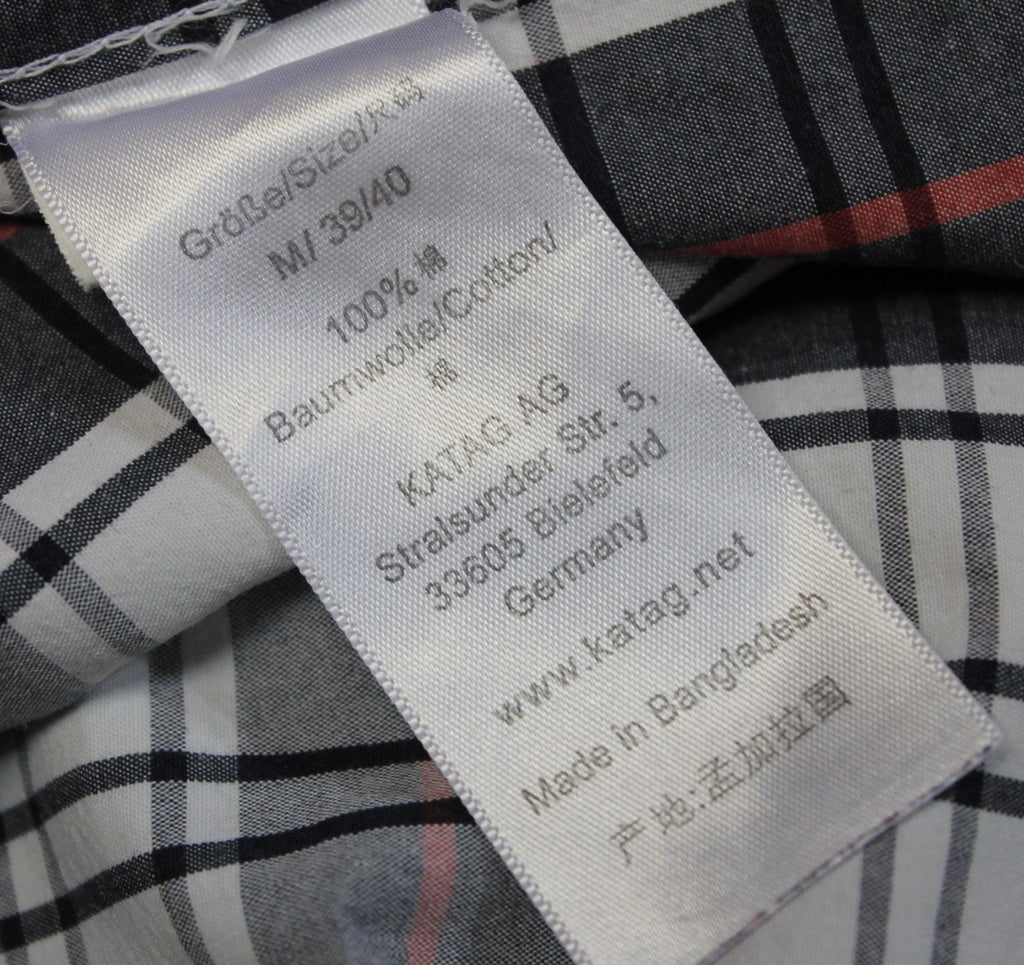 Größe/Size/尺码
M/ 39/40
100% 棉
Baumwolle/Cotton/
棉
KATAG AG
Stralsunder Str. 5,
33605 Bielefeld
Germany
www.katag.net
Made in Bangladesh
产 地:孟加拉国